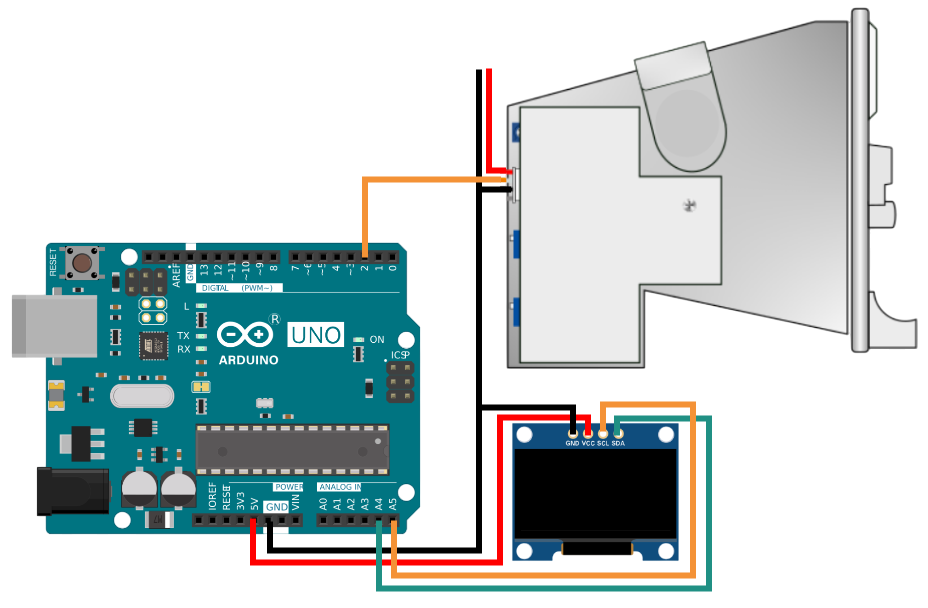 RESET
AREF
GND
13
12
~11
~10
~9
8
7
~6
~5
4
~3
2
1
0
DIGITAL (PWM~)
L
TX
RX
R
UNO
ARDUINO
ON
ICSP
GND VCC SCL SDA
IOREF
RESE
3V3
5V
GND
VIN
POWER
ANALOG IN
A0
A1
A2
A3
A4
A5